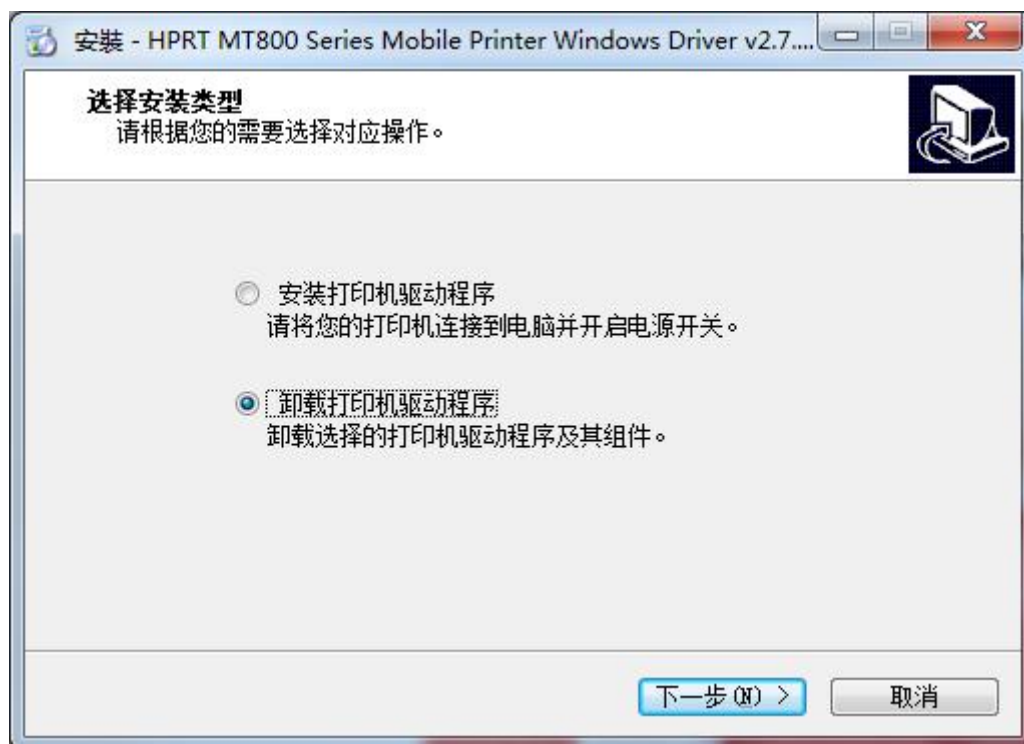 安裝 - HPRT MT800 Series Mobile Printer Windows Driver v2.7....
选择安装类型
请根据您的需要选择对应操作。
安装打印机驱动程序
请将您的打印机连接到电脑并开启电源开关。
卸载打印机驱动程序
卸载选择的打印机驱动程序及其组件。
下一步(N) >
取消